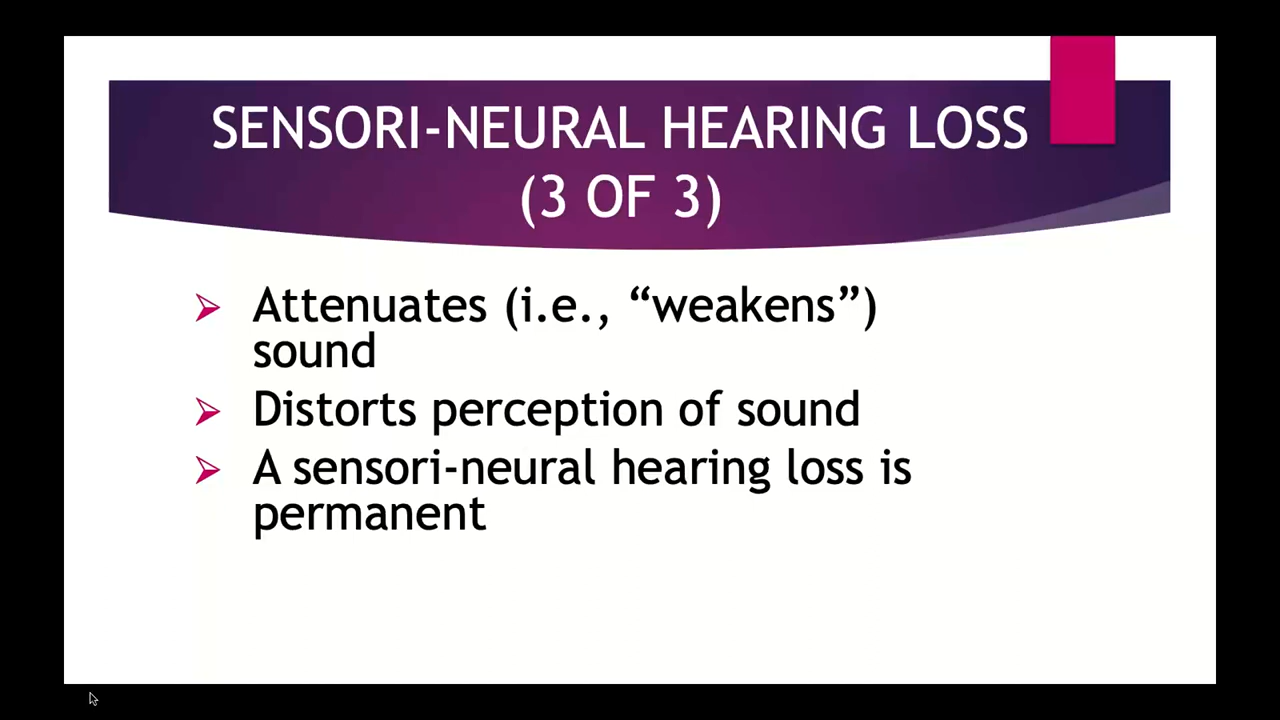 SENSORI-NEURAL HEARING LOSS
(3 OF 3)
Attenuates (i.e., “weakens”)
sound
Distorts perception of sound
A sensori-neural hearing loss is
permanent